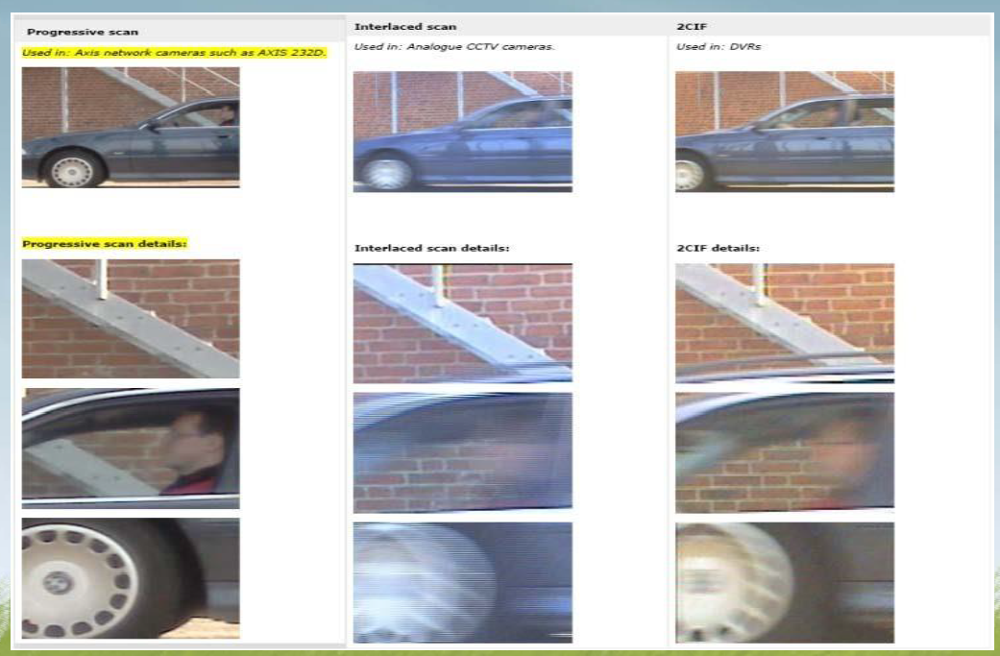 Progressive scan
Used in: Axis network cameras such as AXIS 232D.
Progressive scan details:
Interlaced scan
Used in: Analogue CCTV cameras.
Interlaced scan details:
2CIF
Used in: DVRs
2CIF details: